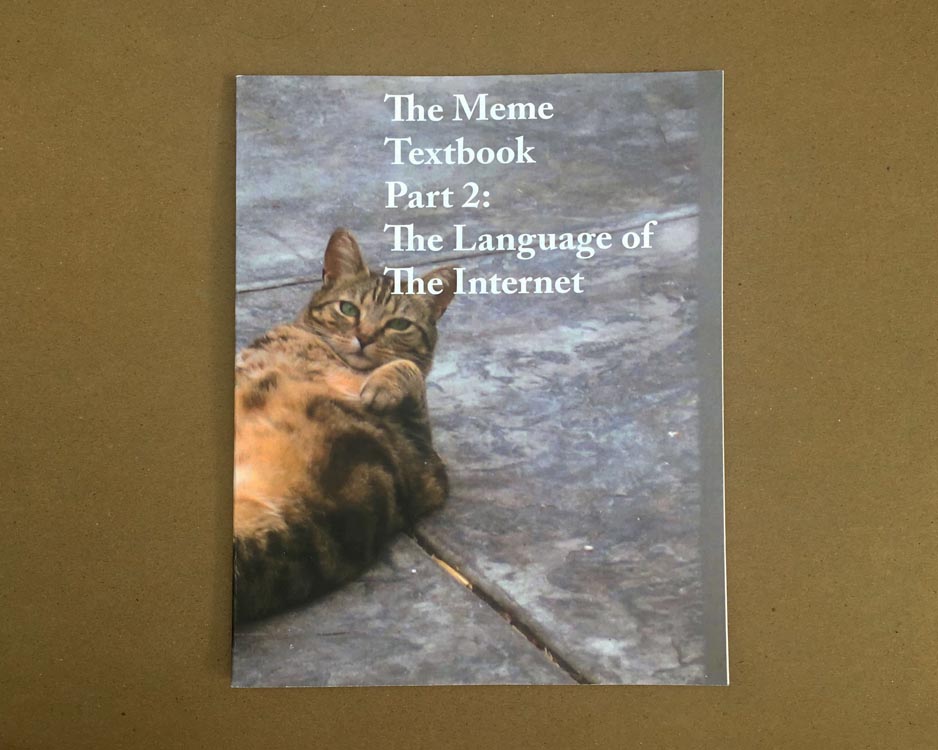 The Meme
Textbook
Part 2:
The Language of
The Internet